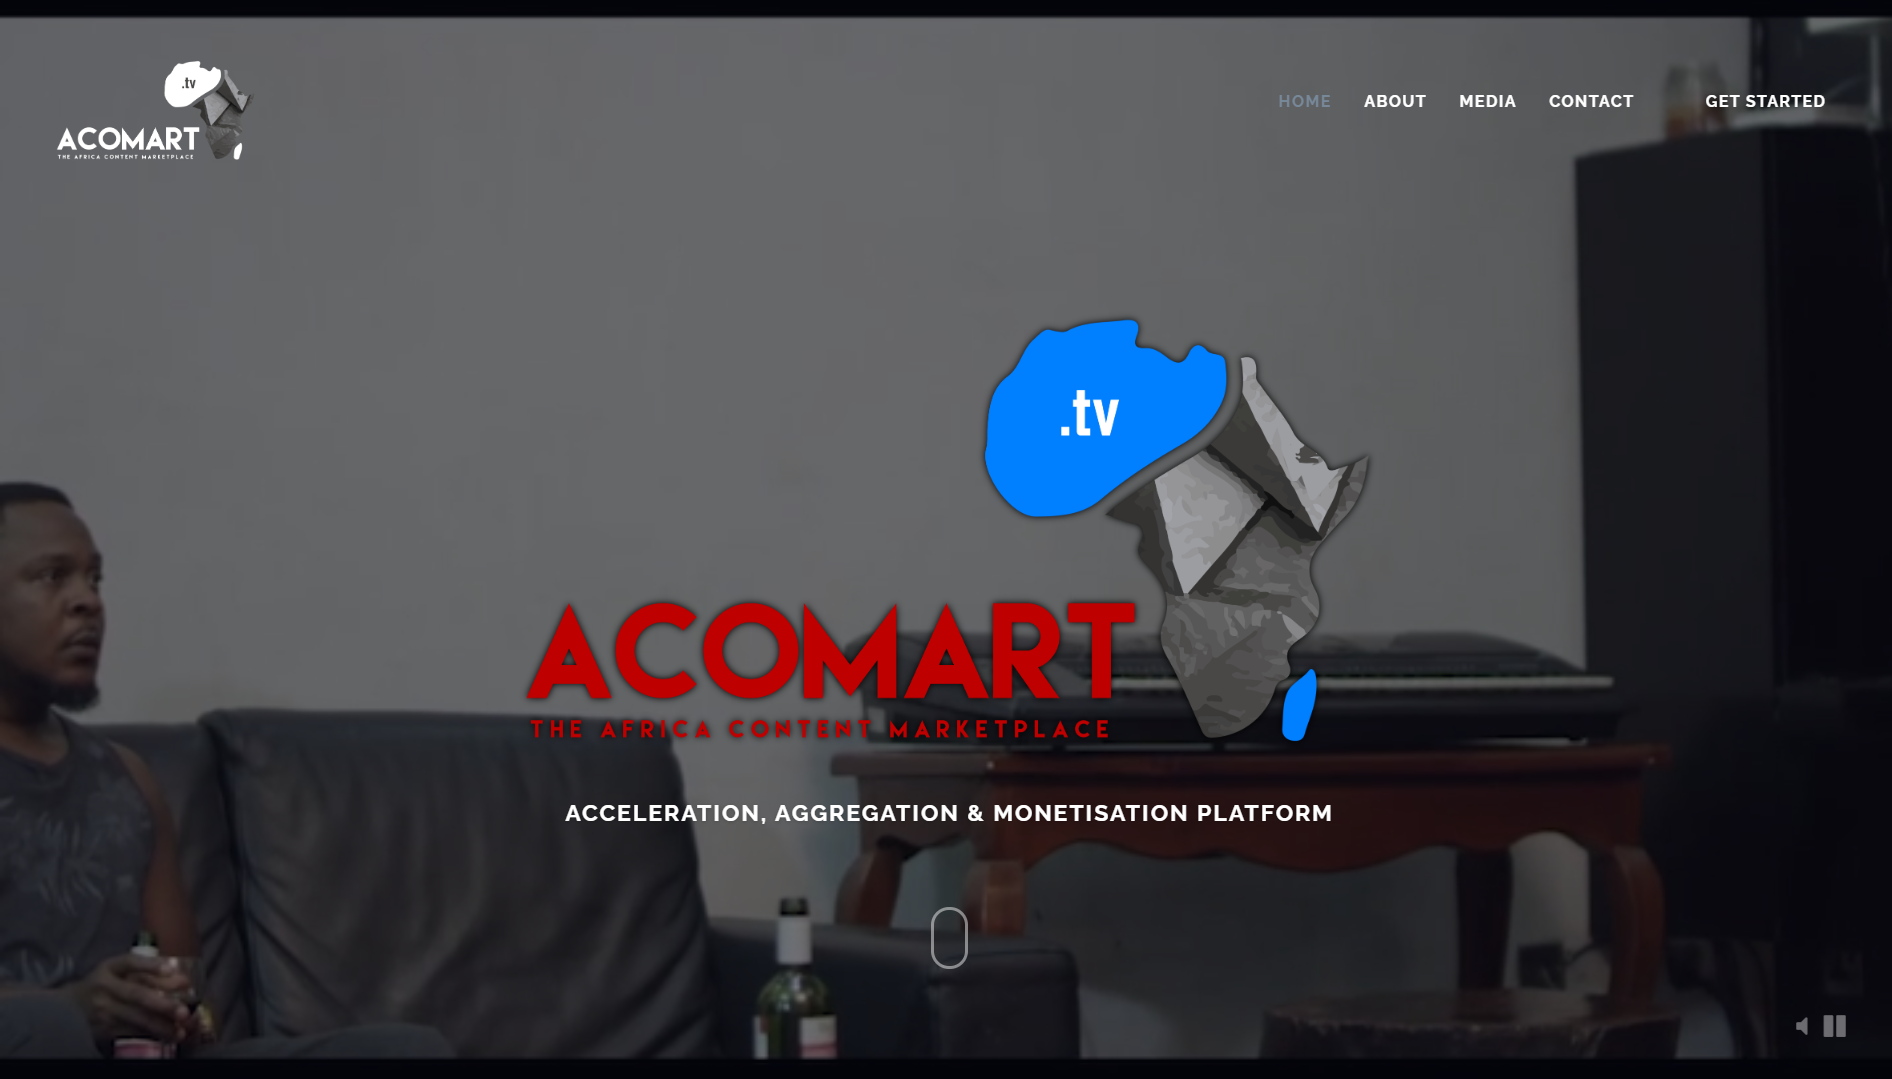 .tv
ACOMART
THE AFRICA CONTENT MARKETPLACE
HOME ABOUT MEDIA CONTACT GET STARTED
.tv
ACOMART
THE AFRICA CONTENT MARKETPLACE
ACCELERATION, AGGREGATION & MONETISATION PLATFORM